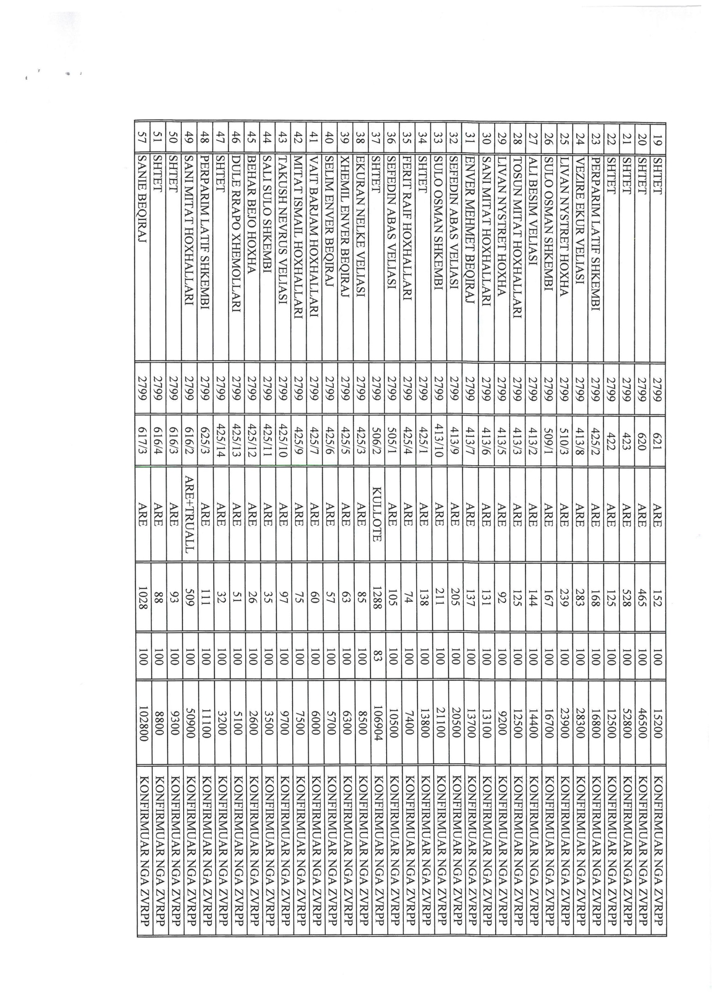 19 SHTET 2799 621 ARE 152 100 15200 KONFIRMUAR NGA ZVRPP
20 SHTET 2799 620 ARE 465 100 46500 KONFIRMUAR NGA ZVRPP
21 SHTET 2799 423 ARE 528 100 52800 KONFIRMUAR NGA ZVRPP
22 SHTET 2799 422 ARE 125 100 12500 KONFIRMUAR NGA ZVRPP
23 PERPARIM LATIF SHKEMBI 2799 425/2 ARE 168 100 16800 KONFIRMUAR NGA ZVRPP
24 VEZIRE EKUR VELIASI 2799 413/8 ARE 283 100 28300 KONFIRMUAR NGA ZVRPP
25 LIVAN NYSTRET HOXHA 2799 510/3 ARE 239 100 23900 KONFIRMUAR NGA ZVRPP
26 SULO OSMAN SHKEMBI 2799 509/1 ARE 167 100 16700 KONFIRMUAR NGA ZVRPP
27 ALI BESIM VELIASI 2799 413/2 ARE 144 100 14400 KONFIRMUAR NGA ZVRPP
28 TOSUN MITAT HOXHALLARI 2799 413/3 ARE 125 100 12500 KONFIRMUAR NGA ZVRPP
29 LIVAN NYSTRET HOXHA 2799 413/5 ARE 92 100 9200 KONFIRMUAR NGA ZVRPP
30 SANI MITAT HOXHALLARI 2799 413/6 ARE 131 100 13100 KONFIRMUAR NGA ZVRPP
31 ENVER MEHMET BEQIRAJ 2799 413/7 ARE 137 100 13700 KONFIRMUAR NGA ZVRPP
32 SEFEDIN ABAS VELIASI 2799 413/9 ARE 205 100 20500 KONFIRMUAR NGA ZVRPP
33 SULO OSMAN SHKEMBI 2799 413/10 ARE 211 100 21100 KONFIRMUAR NGA ZVRPP
34 SHTET 2799 425/1 ARE 138 100 13800 KONFIRMUAR NGA ZVRPP
35 FERIT RAIF HOXHALLARI 2799 425/4 ARE 74 100 7400 KONFIRMUAR NGA ZVRPP
36 SEFEDIN ABAS VELIASI 2799 505/1 ARE 105 100 10500 KONFIRMUAR NGA ZVRPP
37 SHTET 2799 506/2 KULLOTE 1288 83 106904 KONFIRMUAR NGA ZVRPP
38 EKURAN NELKE VELIASI 2799 425/3 ARE 85 100 8500 KONFIRMUAR NGA ZVRPP
39 XHEMIL ENVER BEQIRAJ 2799 425/5 ARE 63 100 6300 KONFIRMUAR NGA ZVRPP
40 SELIM ENVER BEQIRAJ 2799 425/6 ARE 57 100 5700 KONFIRMUAR NGA ZVRPP
41 VAIT BARJAM HOXHALLARI 2799 425/7 ARE 60 100 6000 KONFIRMUAR NGA ZVRPP
42 MITAT ISMAIL HOXHALLARI 2799 425/9 ARE 75 100 7500 KONFIRMUAR NGA ZVRPP
43 TAKUSH NEVRUS VELIASI 2799 425/10 ARE 97 100 9700 KONFIRMUAR NGA ZVRPP
44 SALI SULO SHKEMBI 2799 425/11 ARE 35 100 3500 KONFIRMUAR NGA ZVRPP
45 BEHAR BEJO HOXHA 2799 425/12 ARE 26 100 2600 KONFIRMUAR NGA ZVRPP
46 DULE RRAPO XHEMOLLARI 2799 425/13 ARE 51 100 5100 KONFIRMUAR NGA ZVRPP
47 SHTET 2799 425/14 ARE 32 100 3200 KONFIRMUAR NGA ZVRPP
48 PERPARIM LATIF SHKEMBI 2799 625/3 ARE 111 100 11100 KONFIRMUAR NGA ZVRPP
49 SANI MITAT HOXHALLARI 2799 616/2 ARE+TRUALL 509 100 50900 KONFIRMUAR NGA ZVRPP
50 SHTET 2799 616/3 ARE 93 100 9300 KONFIRMUAR NGA ZVRPP
51 SHTET 2799 616/4 ARE 88 100 8800 KONFIRMUAR NGA ZVRPP
57 SANIE BEQIRAJ 2799 617/3 ARE 1028 100 102800 KONFIRMUAR NGA ZVRPP